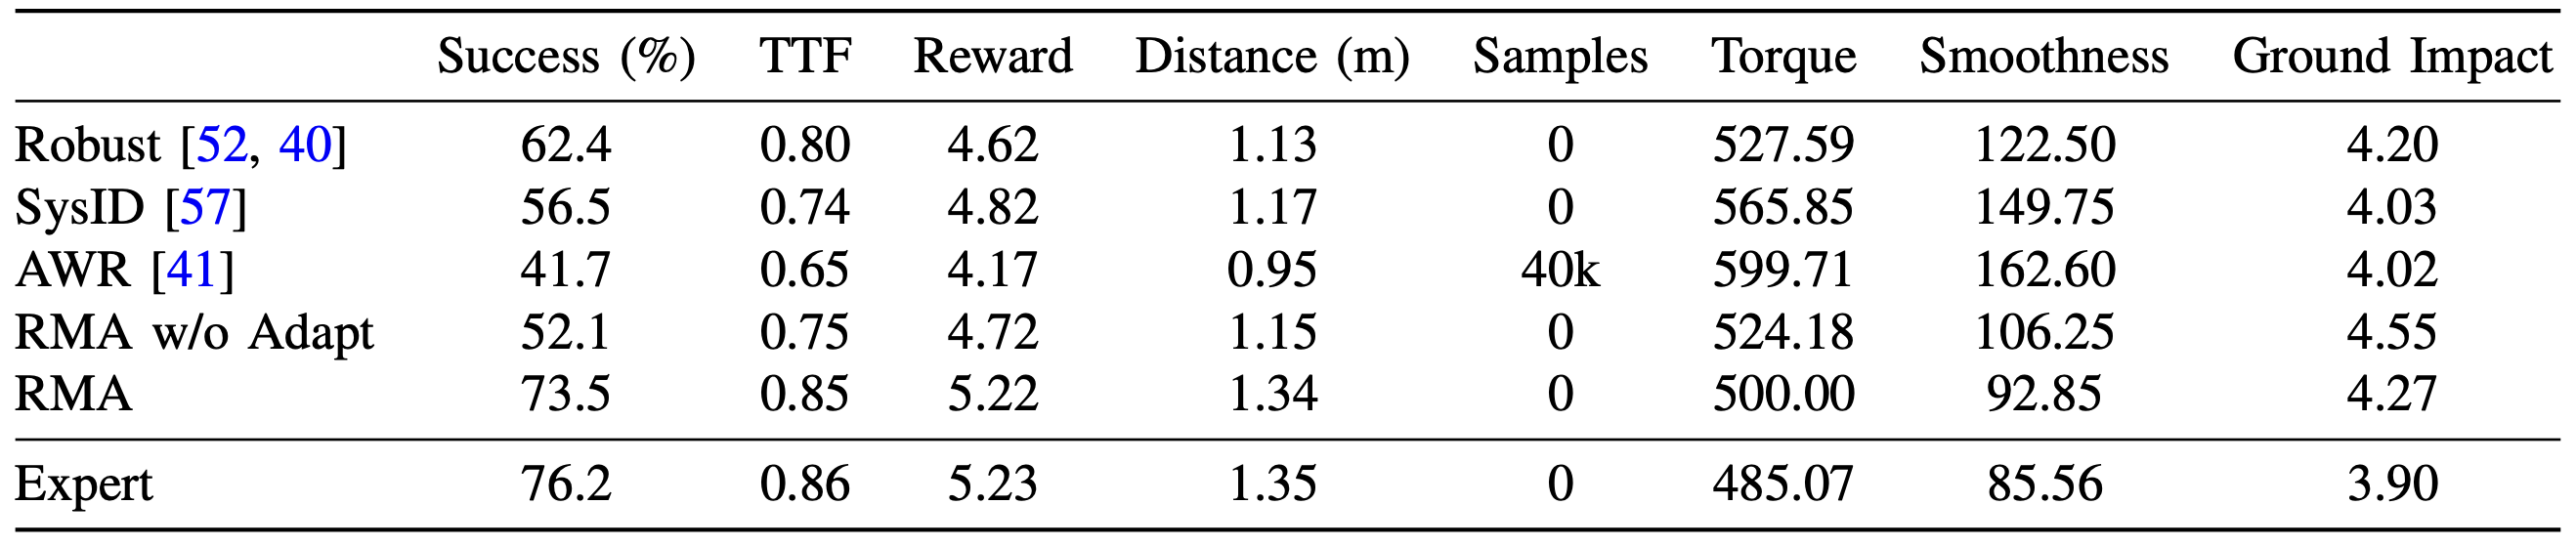 Success (%) TTF Reward Distance (m) Samples Torque Smoothness Ground Impact
Robust [52, 40] 62.4 0.80 4.62 1.13 0 527.59 122.50 4.20
SysID [57] 56.5 0.74 4.82 1.17 0 565.85 149.75 4.03
AWR [41] 41.7 0.65 4.17 0.95 40k 599.71 162.60 4.02
RMA w/o Adapt 52.1 0.75 4.72 1.15 0 524.18 106.25 4.55
RMA 73.5 0.85 5.22 1.34 0 500.00 92.85 4.27
Expert 76.2 0.86 5.23 1.35 0 485.07 85.56 3.90